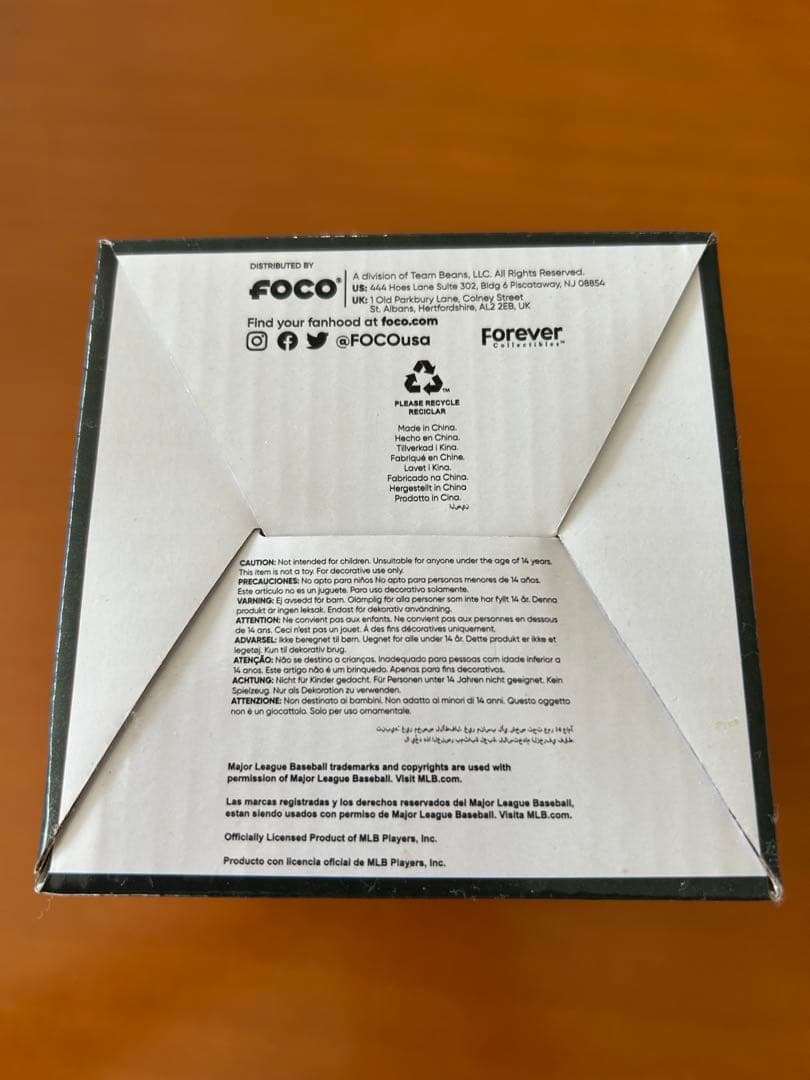 DISTRIBUTED BY
FOCO®
A division of Team Beans, LLC. All Rights Reserved.
US: 444 Hoes Lane Suite 302, Bldg 6 Piscataway, NJ 08854
UK: 1 Old Parkbury Lane, Colney Street
St. Albans, Hertfordshire, AL2 2EB, UK
Find your fanhood at foco.com
@FOCOusa
Forever
Collectibles™
TM
PLEASE RECYCLE
RECICLAR
Made in China.
Hecho en China.
Tillverkad i Kina.
Fabriqué en Chine.
Lavet i Kina.
Fabricado na China.
Hergestellt in China
Prodotto in Cina.
الصين
CAUTION: Not intended for children. Unsuitable for anyone under the age of 14 years.
This item is not a toy. For decorative use only.
PRECAUCIONES: No apto para niños No apto para personas menores de 14 años.
Este artículo no es un juguete. Para uso decorativo solamente.
VARNING: Ej avsedd för barn. Olämplig för alla personer som inte har fyllt 14 år. Denna
produkt är ingen leksak. Endast för dekorativ användning.
ATTENTION: Ne convient pas aux enfants. Ne convient pas aux personnes en dessous
de 14 ans. Ceci n'est pas un jouet. À des fins décoratives uniquement.
ADVARSEL: Ikke beregnet til børn. Uegnet for alle under 14 år. Dette produkt er ikke et
legetøj. Kun til dekorativ brug.
ATENÇÃO: Não se destina a crianças. Inadequado para pessoas com idade inferior a
14 anos. Este artigo não é um brinquedo. Apenas para fins decorativos.
ACHTUNG: Nicht für Kinder gedacht. Für Personen unter 14 Jahren nicht geeignet. Kein
Spielzeug. Nur als Dekoration zu verwenden.
ATTENZIONE: Non destinato ai bambini. Non adatto ai minori di 14 anni. Questo oggetto
non è un giocattolo. Solo per uso ornamentale.
Major League Baseball trademarks and copyrights are used with
permission of Major League Baseball. Visit MLB.com.
Las marcas registradas y los derechos reservados del Major League Baseball,
estan siendo usados con permiso de Major League Baseball. Visita MLB.com.
Officially Licensed Product of MLB Players, Inc.
Producto con licencia oficial de MLB Players, Inc.